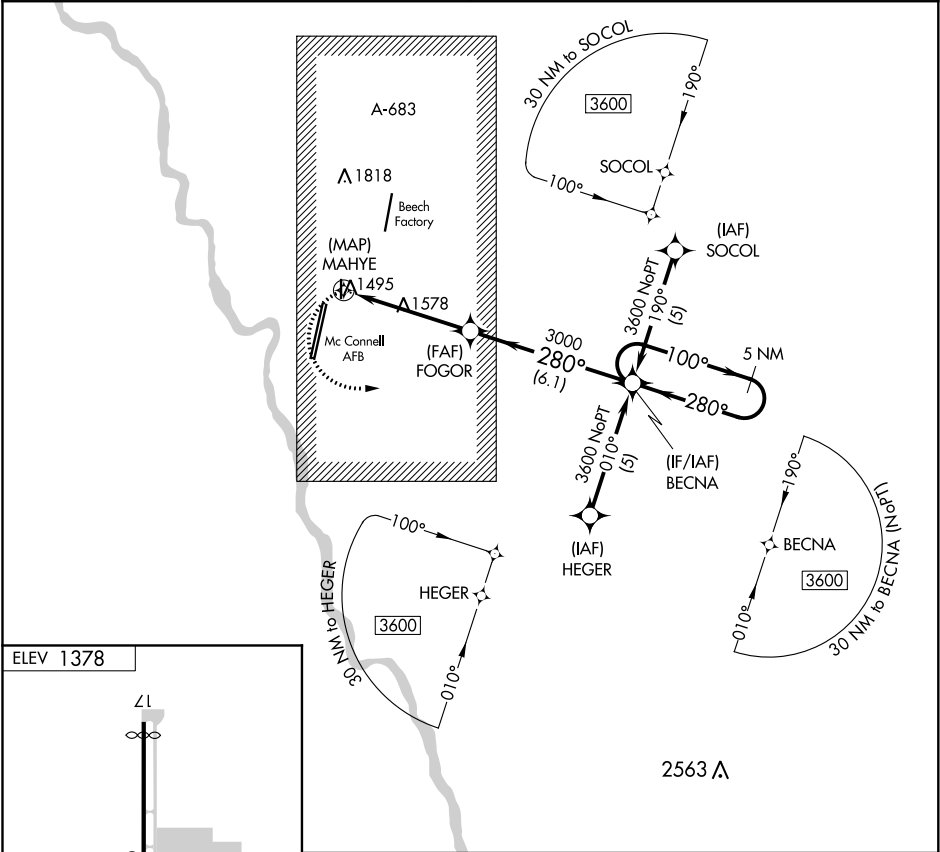 30 NM to SOCOL
3600
190°
SOCOL
100°
A-683
1818
Beech
Factory
(MAP)
MAHYE
1495
1578
Mc Connell
AFB
(FAF)
FOGOR
3000
280°
(6.1)
(IAF)
SOCOL
3600 NoPT
190°
(5)
100°
5 NM
280°
3600 NoPT
010°
(5)
(IF/IAF)
BECNA
(IAF)
HEGER
190°
BECNA
3600
010°
30 NM to BECNA (NoPT)
100°
HEGER
3600
010°
30 NM to HEGER
2563
ELEV 1378
17